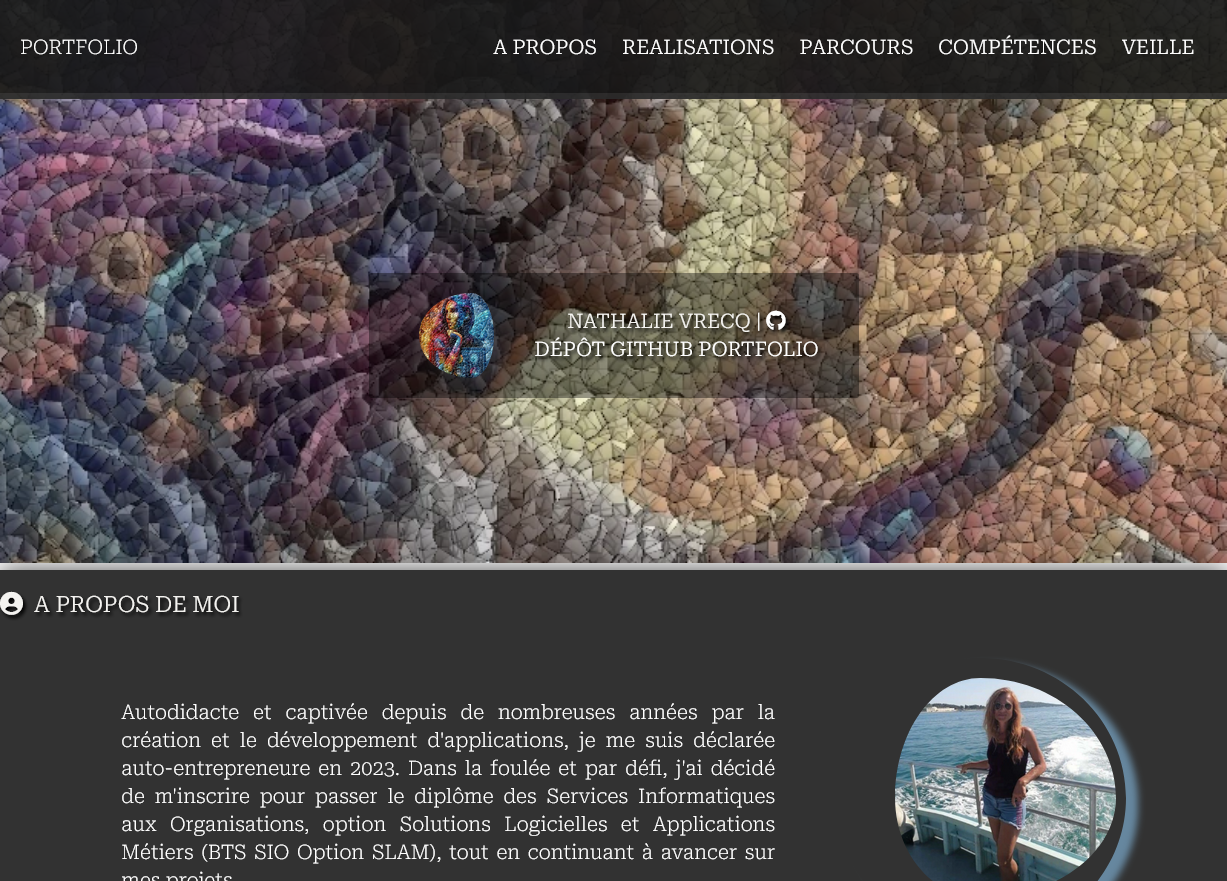 PORTFOLIO
A PROPOS REALISATIONS PARCOURS COMPÉTENCES VEILLE
NATHALIE VRECQ |
DÉPÔT GITHUB PORTFOLIO
A PROPOS DE MOI
Autodidacte et captivée depuis de nombreuses années par la
création et le développement d'applications, je me suis déclarée
auto-entrepreneure en 2023. Dans la foulée et par défi, j'ai décidé
de m'inscrire pour passer le diplôme des Services Informatiques
aux Organisations, option Solutions Logicielles et Applications
Métiers (BTS SIO Option SLAM), tout en continuant à avancer sur
mes projets.